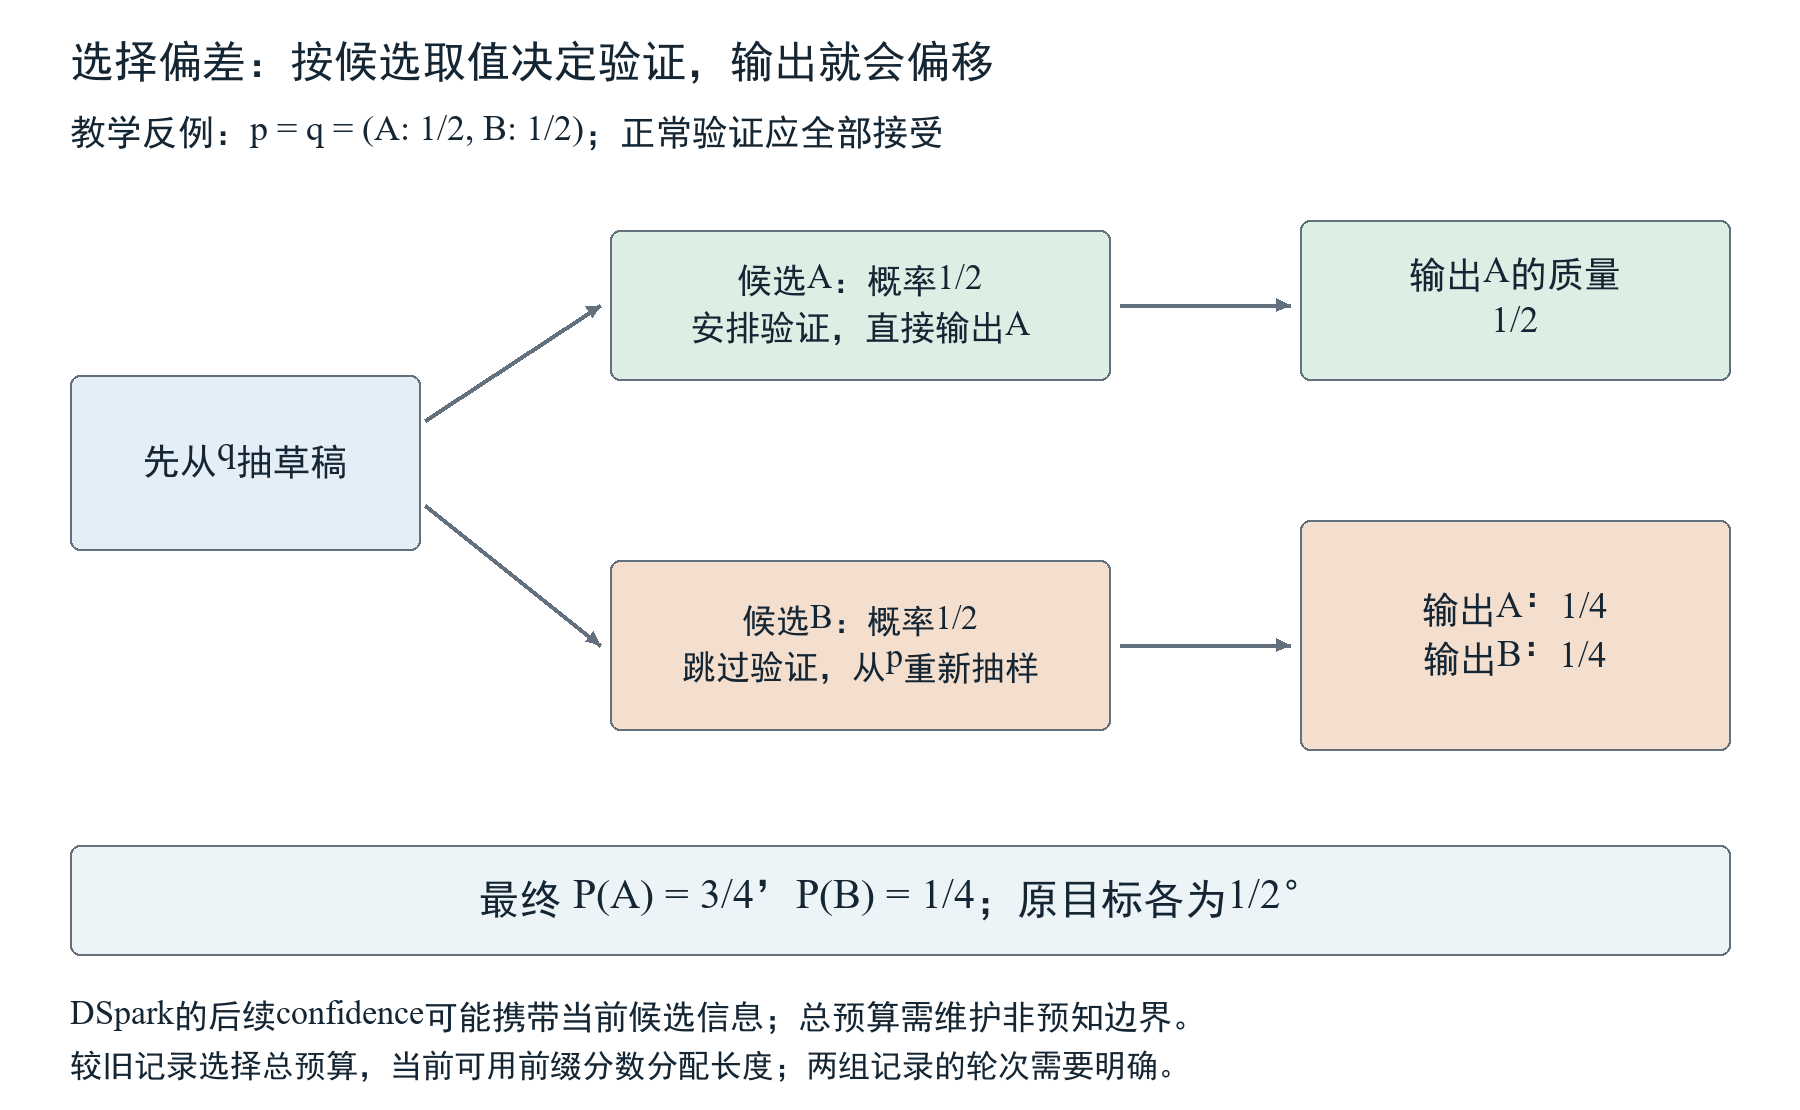 选择偏差：按候选取值决定验证，输出就会偏移
教学反例：p = q = (A: 1/2, B: 1/2)；正常验证应全部接受
候选A：概率1/2
安排验证，直接输出A
输出A的质量
1/2
先从q抽草稿
候选B：概率1/2
跳过验证，从p重新抽样
输出A：1/4
输出B：1/4
最终 P(A) = 3/4，P(B) = 1/4；原目标各为1/2。
DSpark的后续confidence可能携带当前候选信息；总预算需维护非预知边界。
较旧记录选择总预算，当前可用前缀分数分配长度；两组记录的轮次需要明确。